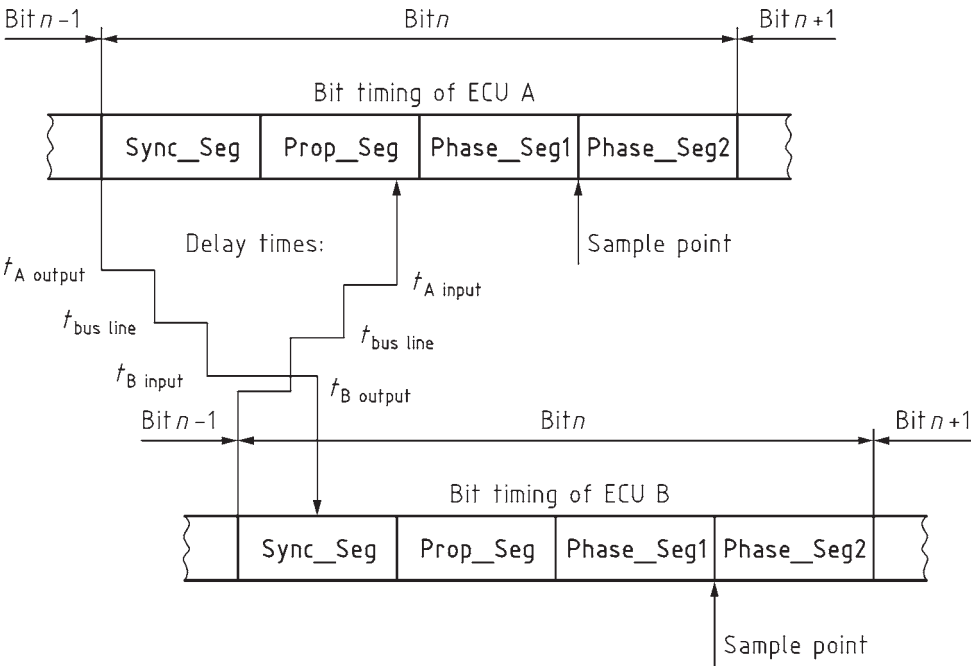 Bit n–1 Bit n Bit n+1
Bit timing of ECU A
Sync_Seg Prop_Seg Phase_Seg1 Phase_Seg2
Delay times: Sample point
t A output
t A input
t bus line
t bus line
t B input
t B output
Bit n–1 Bit n Bit n+1
Bit timing of ECU B
Sync_Seg Prop_Seg Phase_Seg1 Phase_Seg2
Sample point